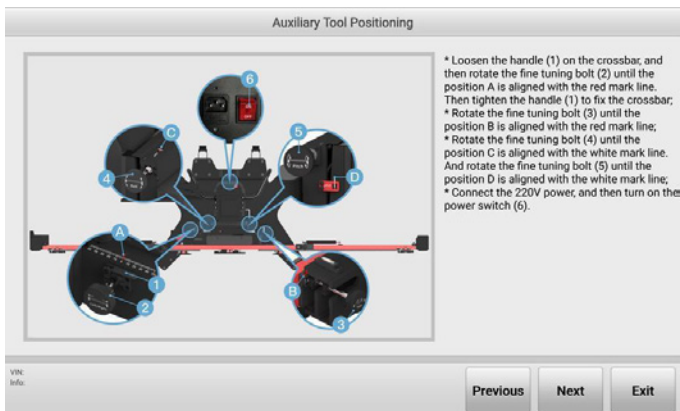 Auxiliary Tool Positioning
* Loosen the handle (1) on the crossbar, and
then rotate the fine tuning bolt (2) until the
position A is aligned with the red mark line.
Then tighten the handle (1) to fix the crossbar;
* Rotate the fine tuning bolt (3) until the
position B is aligned with the red mark line;
* Rotate the fine tuning bolt (4) until the
position C is aligned with the white mark line.
And rotate the fine tuning bolt (5) until the
position D is aligned with the white mark line;
* Connect the 220V power, and then turn on the
power switch (6).
6
C
5
4
D
A
1
2
B
3
VIN:
Info:
Previous
Next
Exit